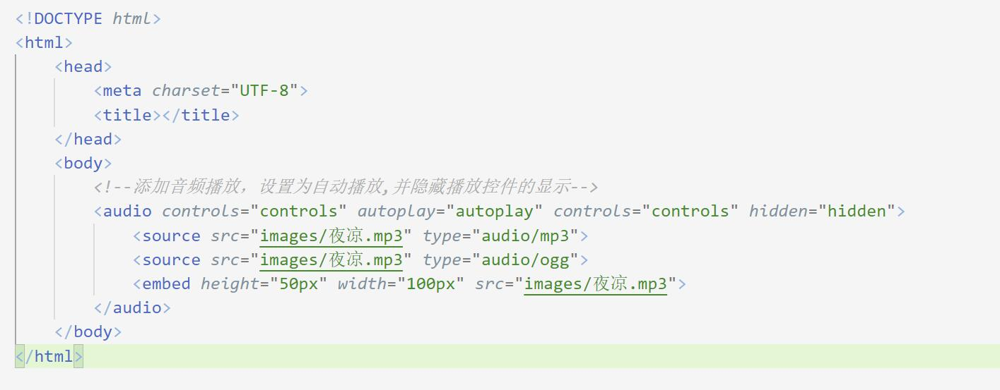 <!DOCTYPE html>
<html>
<head>
<meta charset="UTF-8">
<title></title>
</head>
<body>
<!--添加音频播放，设置为自动播放,并隐藏播放控件的显示-->
<audio controls="controls" autoplay="autoplay" controls="controls" hidden="hidden">
<source src="images/夜凉.mp3" type="audio/mp3">
<source src="images/夜凉.mp3" type="audio/ogg">
<embed height="50px" width="100px" src="images/夜凉.mp3">
</audio>
</body>
</html>